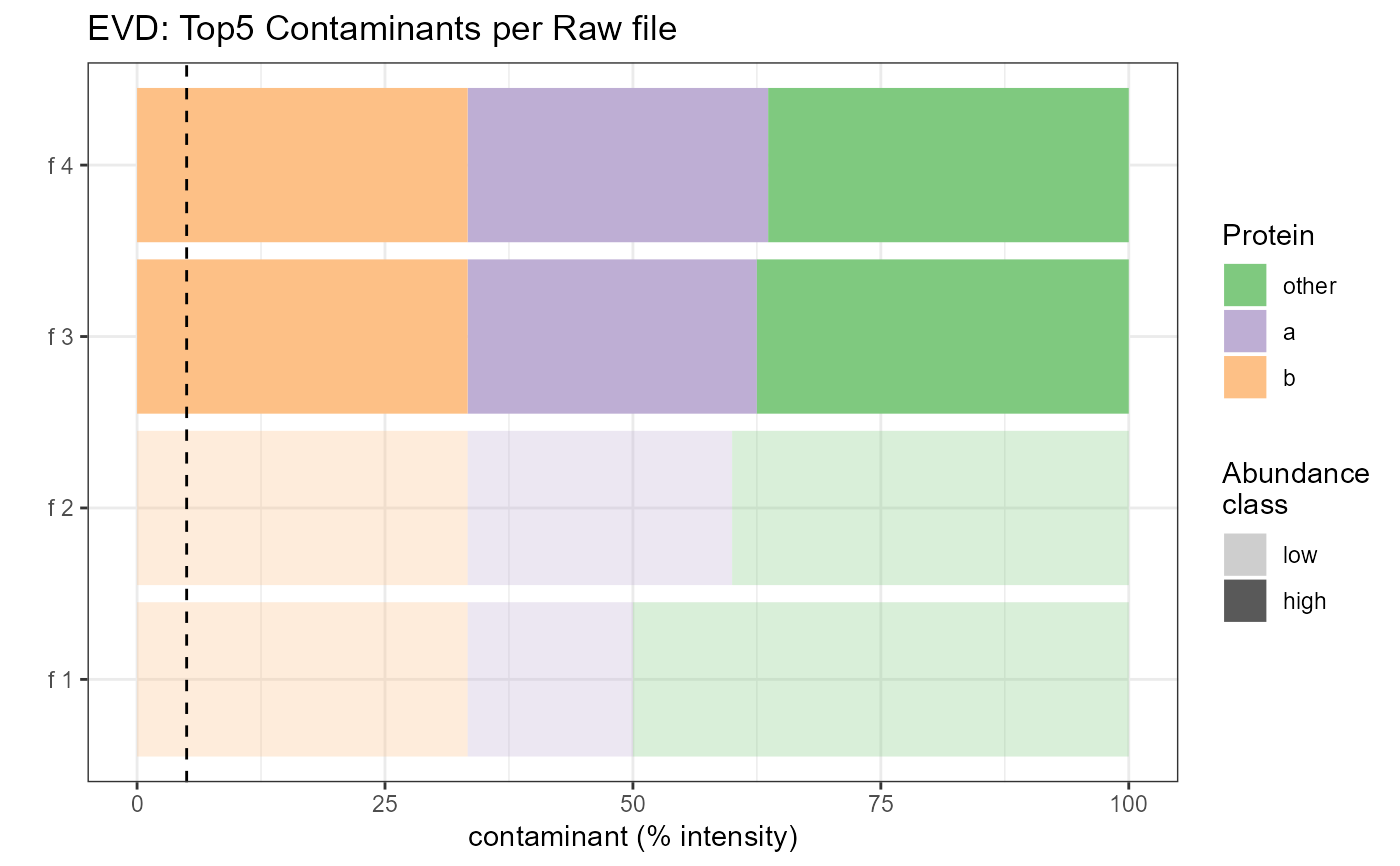 EVD: Top5 Contaminants per Raw file
f 4
f 3
f 2
f 1
0 25 50 75 100
contaminant (% intensity)
Protein
other
a
b
Abundance
class
low
high